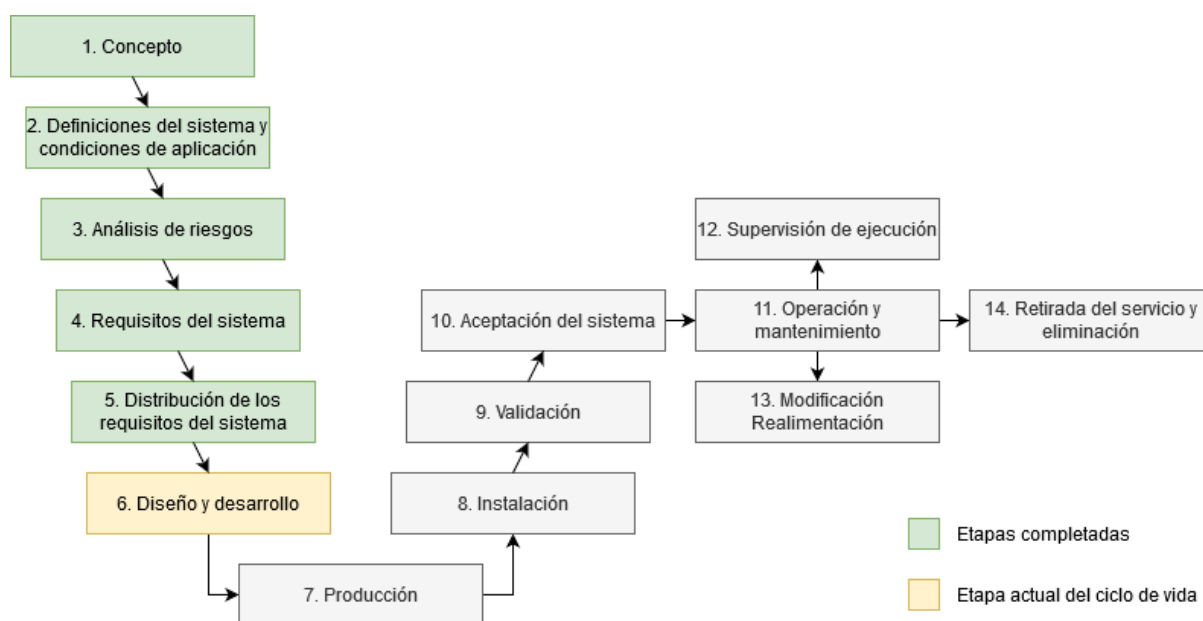 1. Concepto
2. Definiciones del sistema y
condiciones de aplicación
3. Análisis de riesgos
4. Requisitos del sistema
5. Distribución de los
requisitos del sistema
6. Diseño y desarrollo
7. Producción
8. Instalación
9. Validación
10. Aceptación del sistema
11. Operación y
mantenimiento
12. Supervisión de ejecución
13. Modificación
Realimentación
14. Retirada del servicio y
eliminación
Etapas completadas
Etapa actual del ciclo de vida